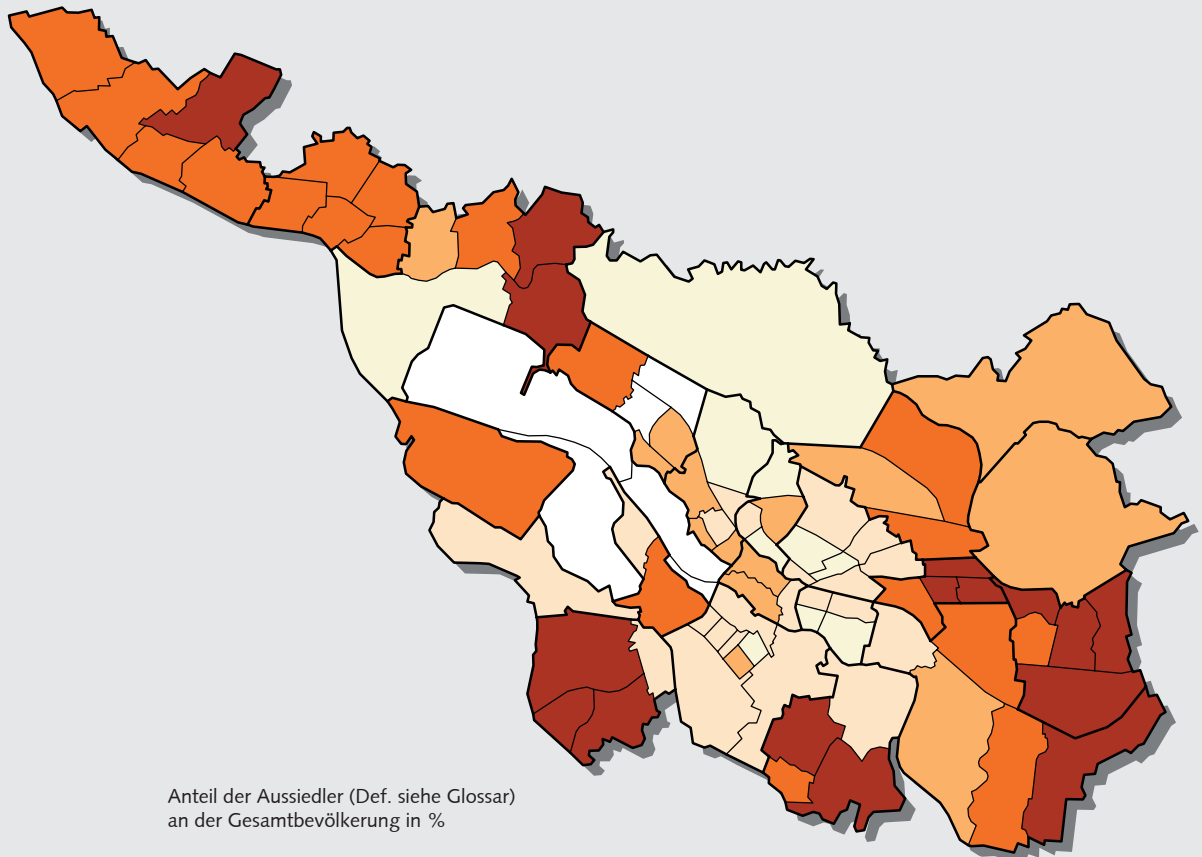 Anteil der Aussiedler (Def. siehe Glossar)
an der Gesamtbevölkerung in %